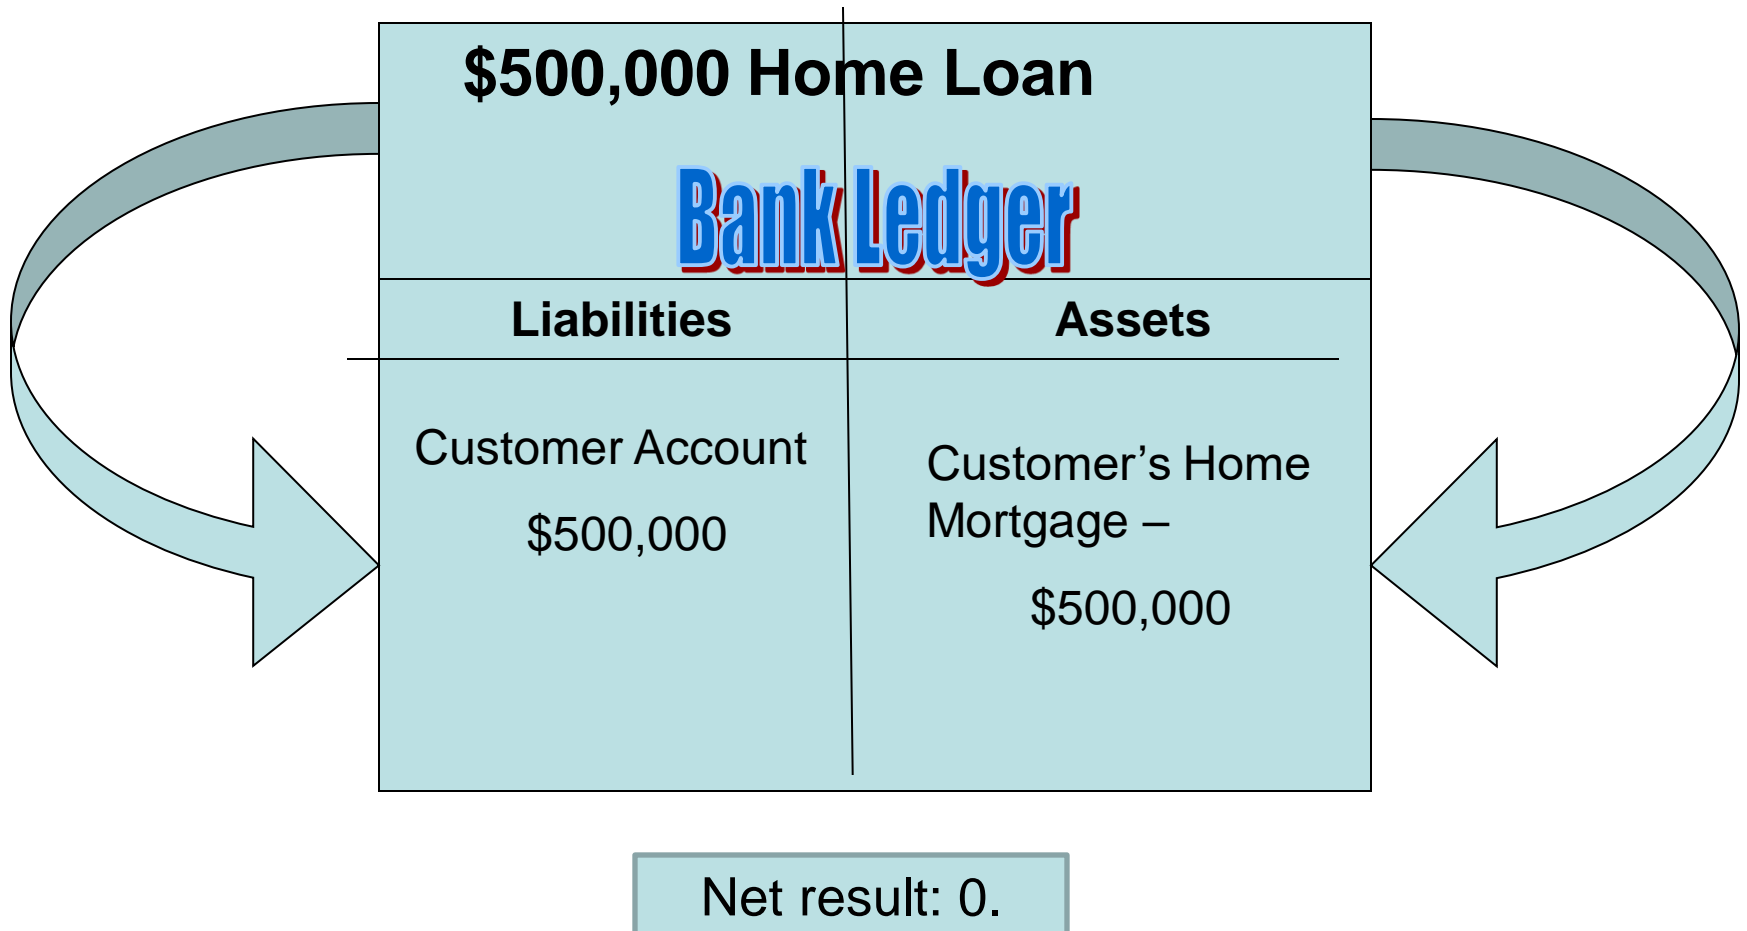 $500,000 Home Loan
Bank Ledger
Liabilities
Assets
Customer Account
$500,000
Customer’s Home
Mortgage –
$500,000
Net result: 0.